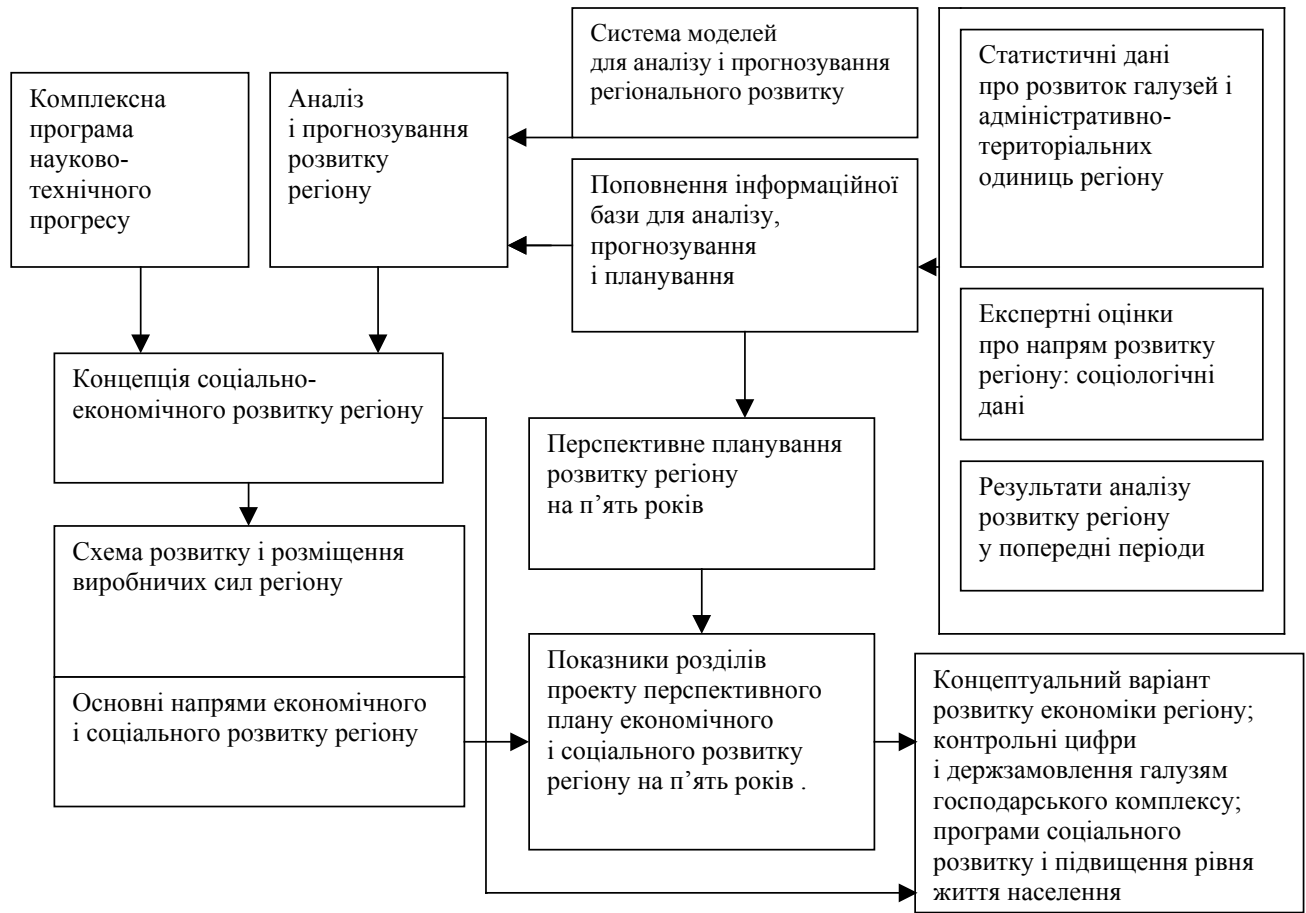 Комплексна
програма
науково-
технічного
прогресу
Аналіз
і прогнозування
розвитку
регіону
Система моделей
для аналізу і прогнозування
регіонального розвитку
Поповнення інформаційної
бази для аналізу,
прогнозування
і планування
Статистичні дані
про розвиток галузей і
адміністративно-
територіальних
одиниць регіону
Експертні оцінки
про напрям розвитку
регіону: соціологічні
дані
Результати аналізу
розвитку регіону
у попередні періоди
Концепція соціально-
економічного розвитку регіону
Перспективне планування
розвитку регіону
на п’ять років
Схема розвитку і розміщення
виробничих сил регіону
Основні напрями економічного
і соціального розвитку регіону
Показники розділів
проекту перспективного
плану економічного
і соціального розвитку
регіону на п’ять років .
Концептуальний варіант
розвитку економіки регіону;
контрольні цифри
і держзамовлення галузям
господарського комплексу;
програми соціального
розвитку і підвищення рівня
життя населення